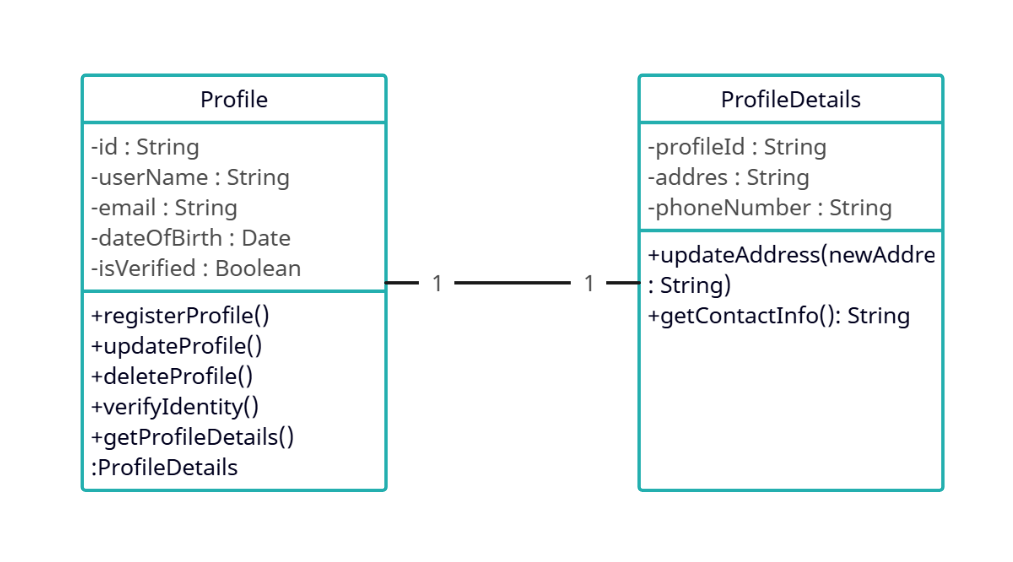 Profile
-id : String
-userName : String
-email : String
-dateOfBirth : Date
-isVerified : Boolean
+registerProfile()
+updateProfile()
+deleteProfile()
+verifyIdentity()
+getProfileDetails()
:ProfileDetails
1
1
ProfileDetails
-profileId : String
-addres : String
-phoneNumber : String
+updateAddress(newAddre
: String)
+getContactInfo(): String